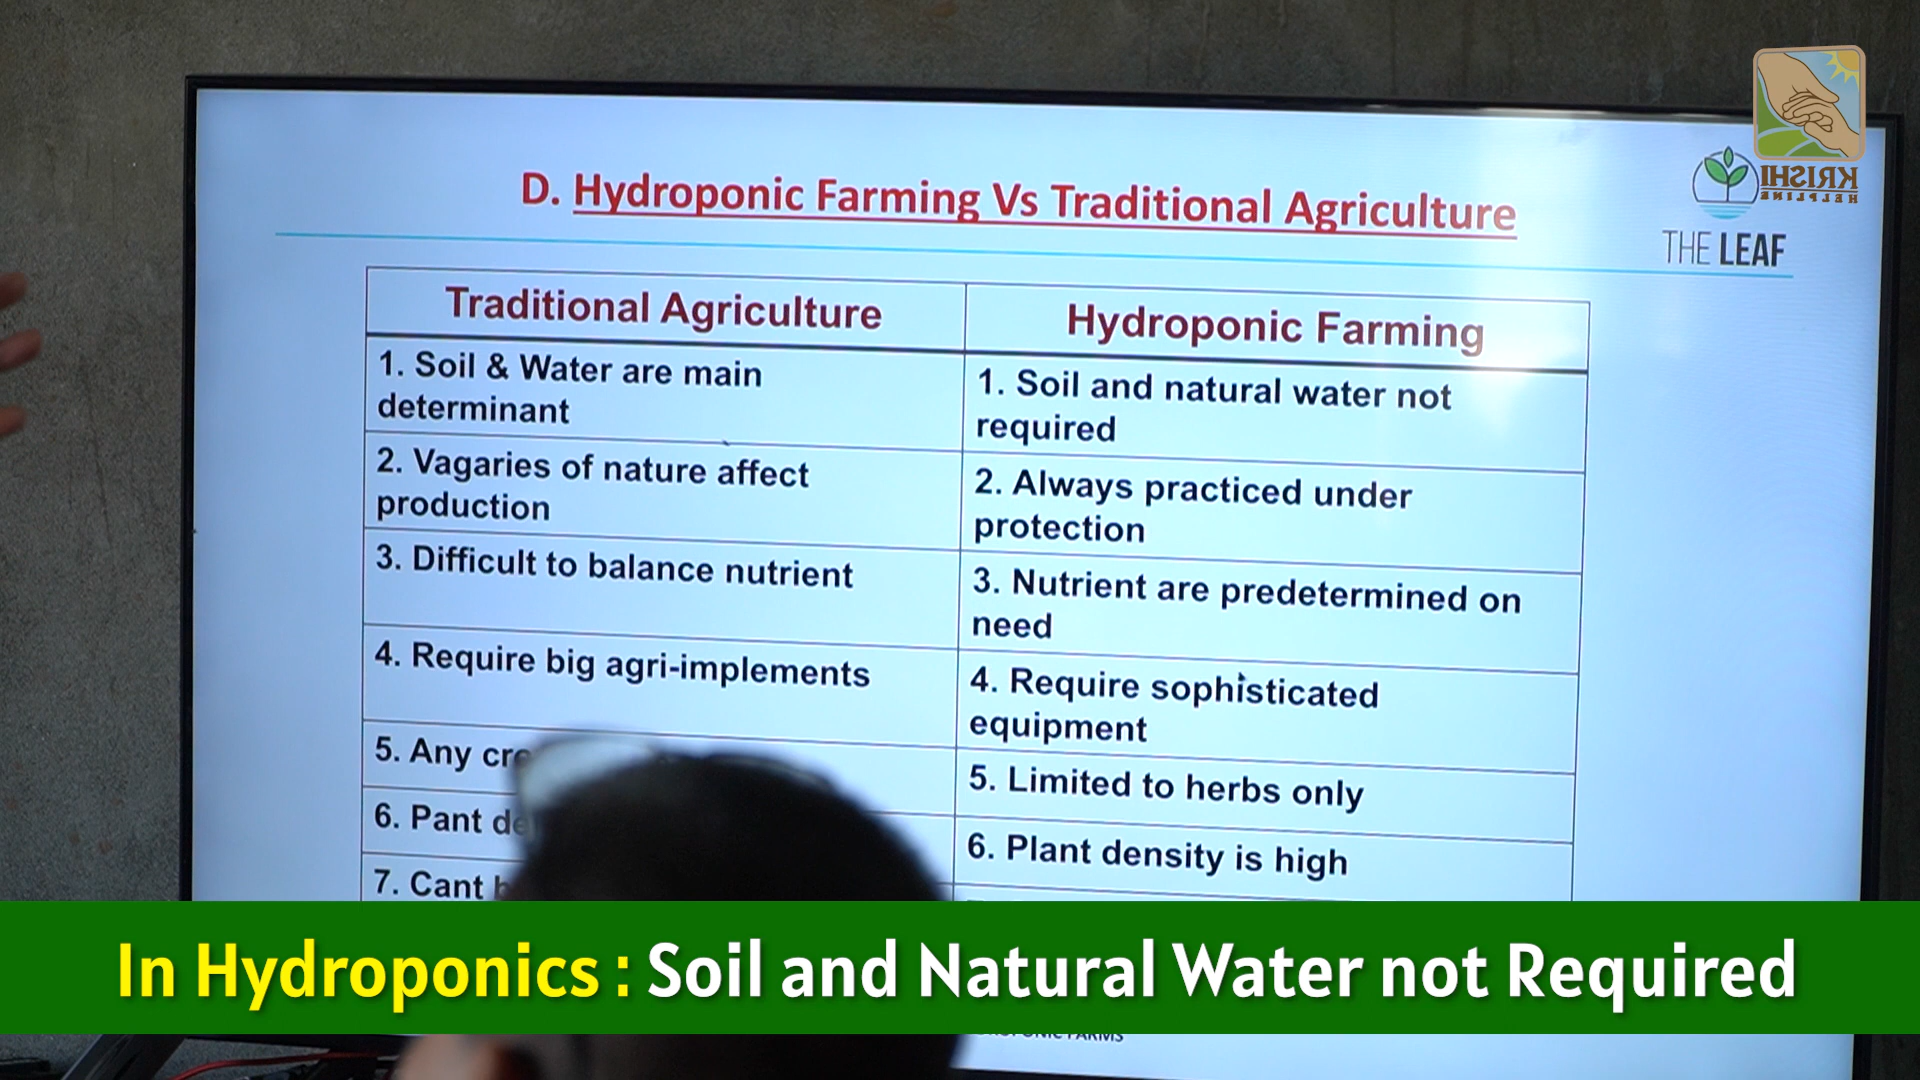 D. Hydroponic Farming Vs Traditional Agriculture
KRISHI
HELPLINE
THE LEAF
Traditional Agriculture
Hydroponic Farming
1. Soil & Water are main
determinant
1. Soil and natural water not
required
2. Vagaries of nature affect
production
2. Always practiced under
protection
3. Difficult to balance nutrient
3. Nutrient are predetermined on
need
4. Require big agri-implements
4. Require sophisticated
equipment
5. Any
5. Limited to herbs only
6. Pant
6. Plant density is high
7. Cant
In Hydroponics : Soil and Natural Water not Required
FARMS